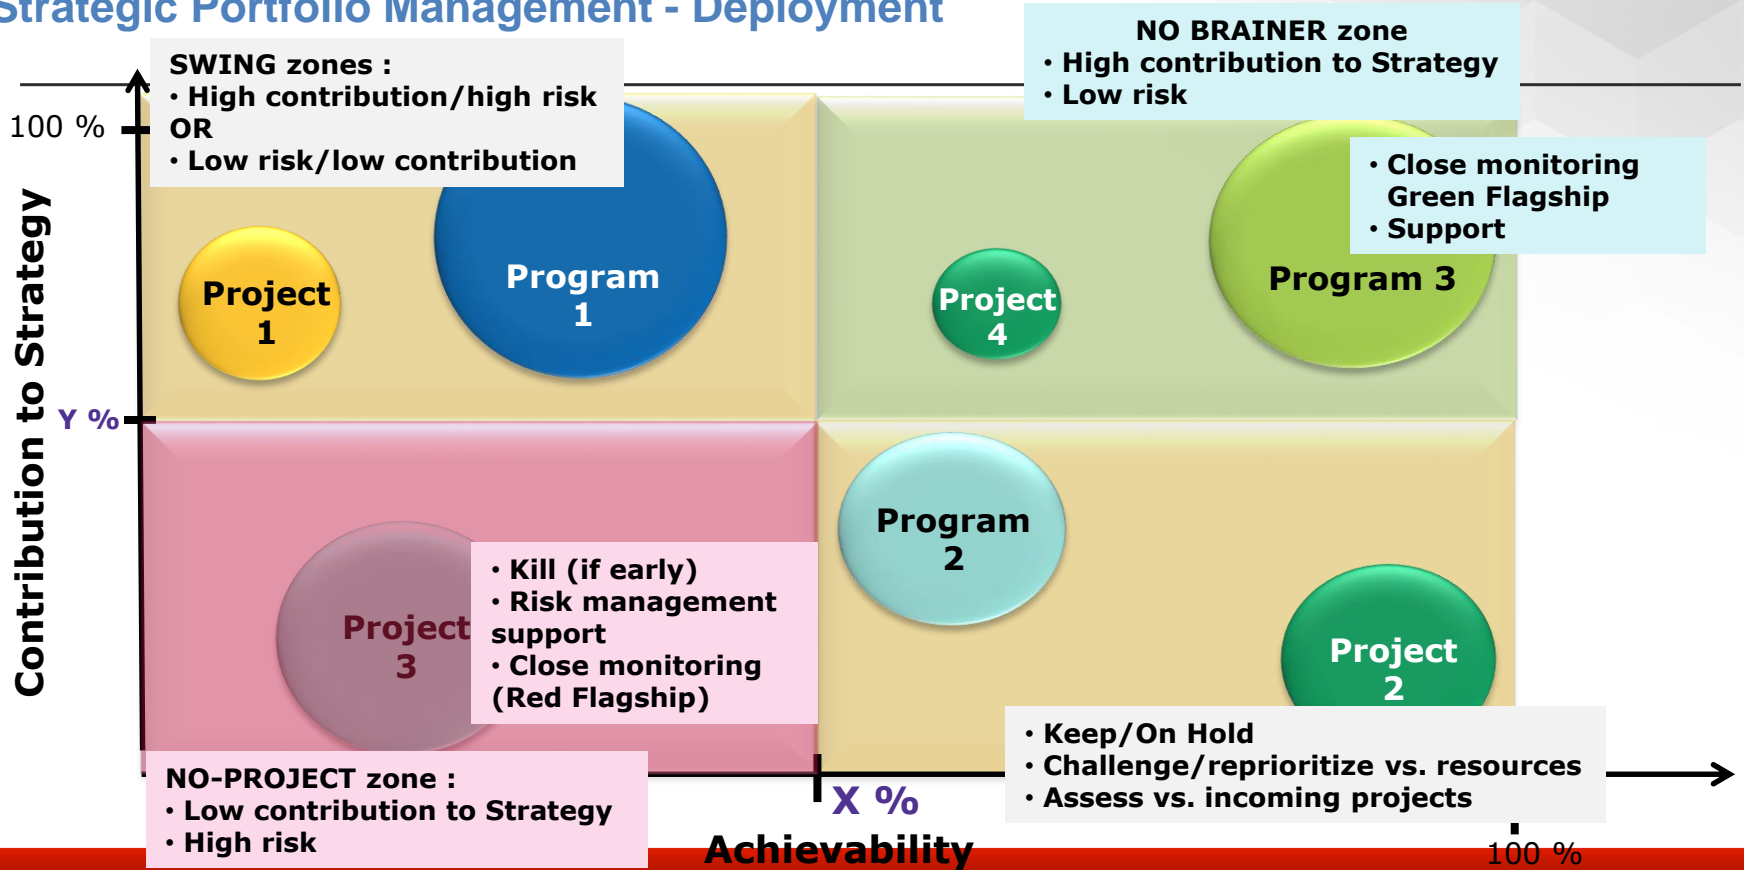 Strategic Portfolio Management - Deployment
SWING zones :
• High contribution/high risk
OR
• Low risk/low contribution
NO BRAINER zone
• High contribution to Strategy
• Low risk
• Close monitoring
Green Flagship
• Support
100 %
Contribution to Strategy
Y %
Project
1
Program
1
Project
4
Program 3
Project
3
• Kill (if early)
• Risk management
support
• Close monitoring
(Red Flagship)
Program
2
Project
2
• Keep/On Hold
• Challenge/reprioritize vs. resources
• Assess vs. incoming projects
NO-PROJECT zone :
• Low contribution to Strategy
• High risk
X %
Achievability
100 %